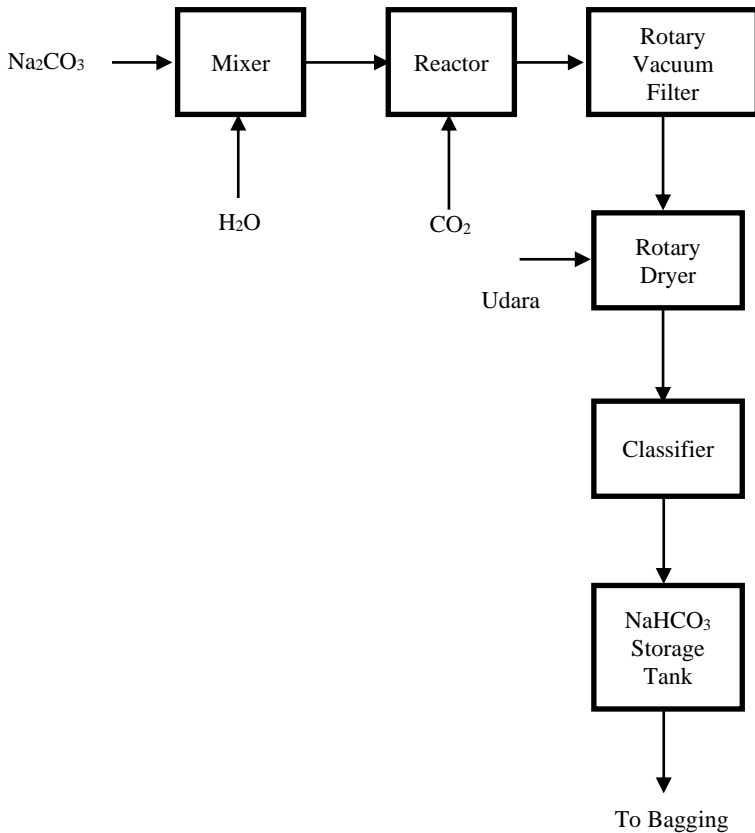 Na₂CO₃
Mixer
Reactor
Rotary
Vacuum
Filter
H₂O
CO₂
Rotary
Dryer
Udara
Classifier
NaHCO₃
Storage
Tank
To Bagging